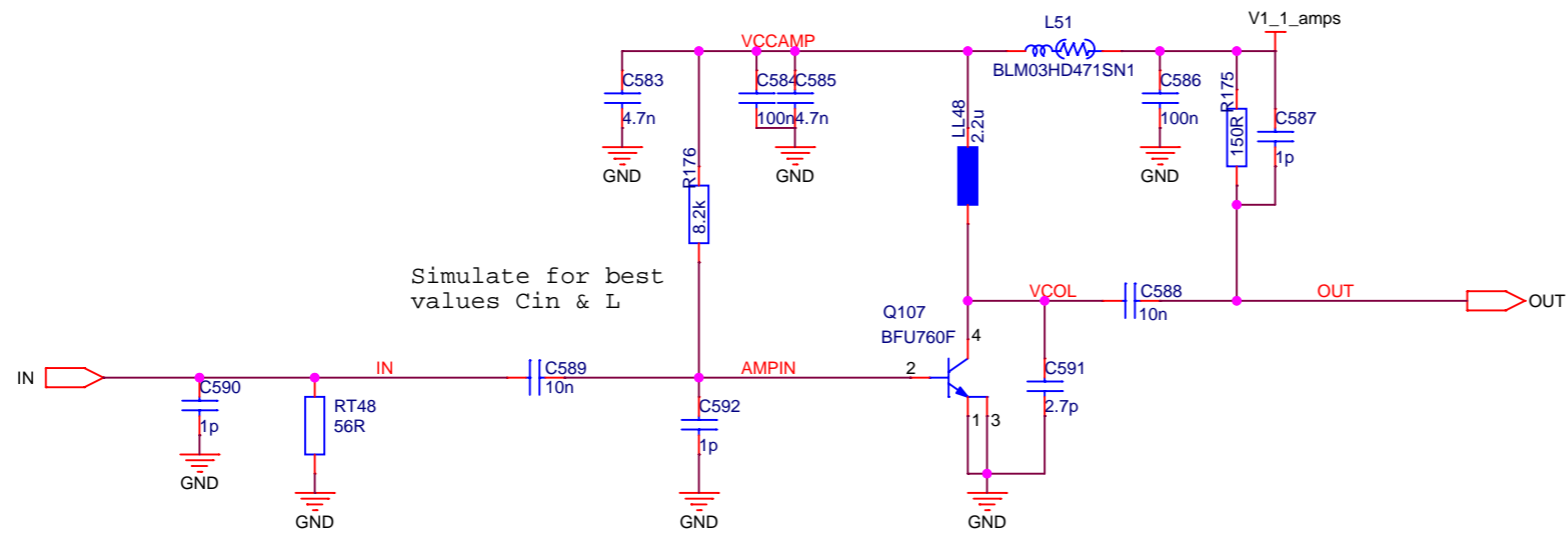 V1_1_amps
L51
VCCAMP
BLM03HD471SN1
C583
4.7n
GND
C584
100n
C585
4.7n
GND
LL48
2.2u
C586
100n
GND
R175
150R
C587
1p
R176
8.2k
Simulate for best
values Cin & L
VCOL
C588
10n
OUT
OUT
Q107
BFU760F
4
2
1
3
C591
2.7p
GND
IN
IN
C589
10n
AMPIN
C590
1p
GND
RT48
56R
GND
C592
1p
GND